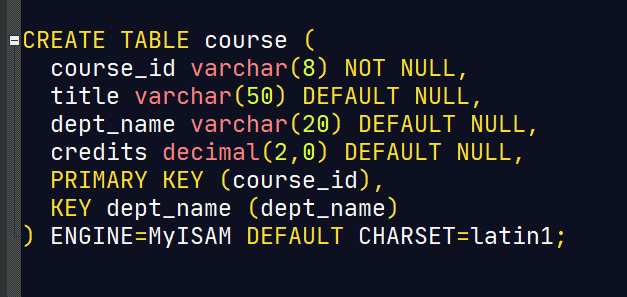 CREATE TABLE course (
course_id varchar(8) NOT NULL,
title varchar(50) DEFAULT NULL,
dept_name varchar(20) DEFAULT NULL,
credits decimal(2,0) DEFAULT NULL,
PRIMARY KEY (course_id),
KEY dept_name (dept_name)
) ENGINE=MyISAM DEFAULT CHARSET=latin1;